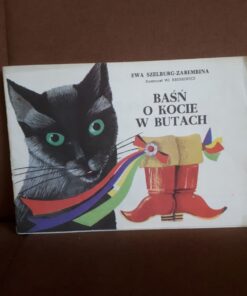 EWA SZELBURG-ZAREMBINA
BAŚŃ
O KOCIE
W BUTACH